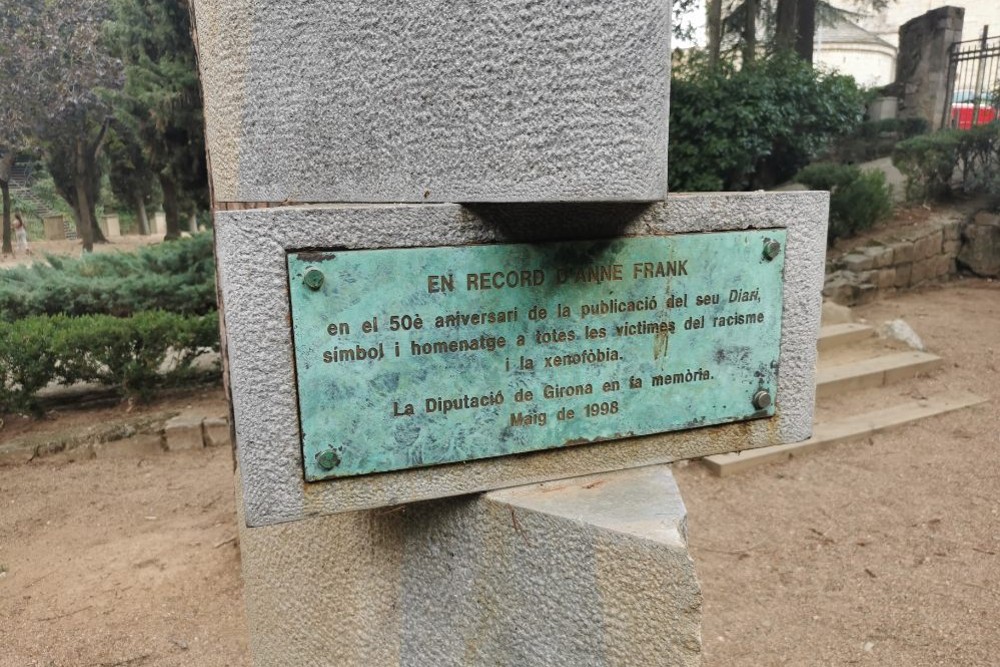 EN RECORD D'ANNE FRANK
en el 50è aniversari de la publicació del seu Diari,
símbol i homenatge a totes les víctimes del racisme
i la xenofòbia.
La Diputació de Girona en fa memòria.
Maig de 1998